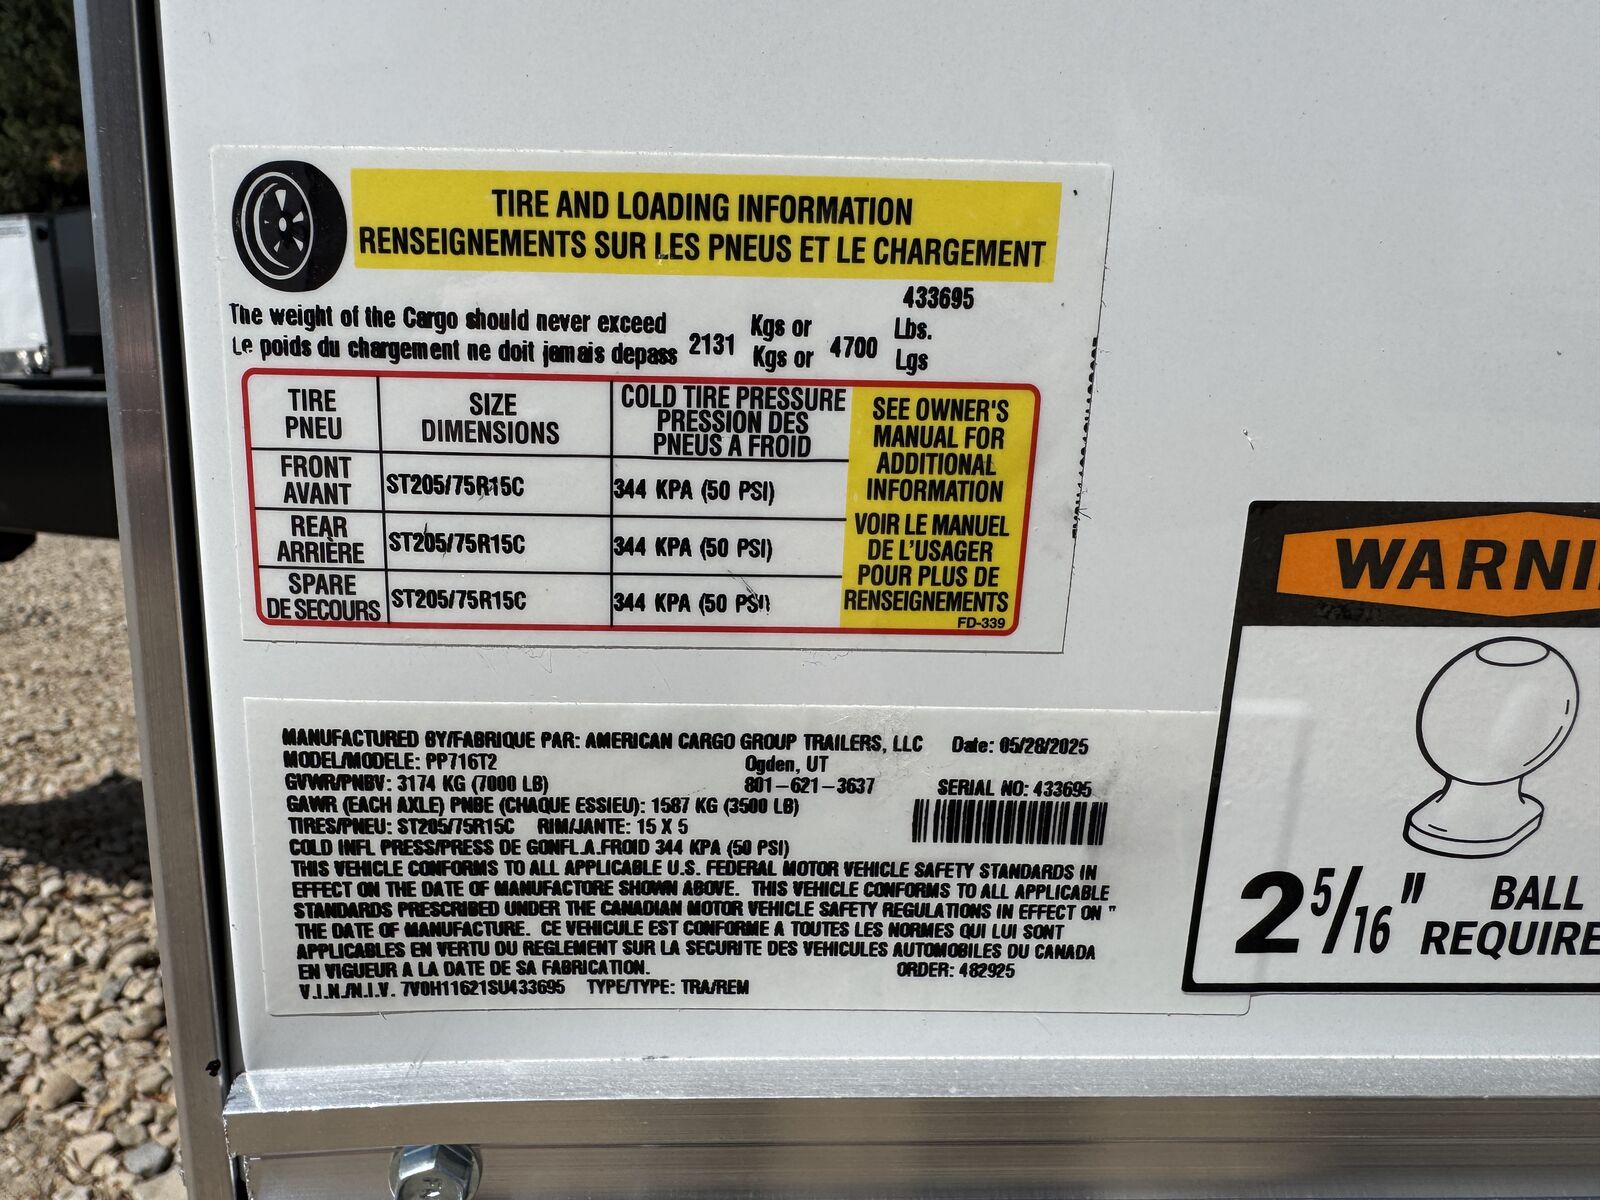 TIRE AND LOADING INFORMATION
RENSEIGNEMENTS SUR LES PNEUS ET LE CHARGEMENT
433695
The weight of the Cargo should never exceed Kgs or Lbs.
Le poids du chargement ne doit jamais depass 2131 Kgs or 4700 Lgs
TIRE
PNEU
SIZE
DIMENSIONS
COLD TIRE PRESSURE
PRESSION DES
PNEUS A FROID
FRONT
AVANT
ST205/75R15C
344 KPA (50 PSI)
REAR
ARRIÈRE
ST205/75R15C
344 KPA (50 PSI)
SPARE
DE SECOURS
ST205/75R15C
344 KPA (50 PSI)
SEE OWNER'S
MANUAL FOR
ADDITIONAL
INFORMATION
VOIR LE MANUEL
DE L'USAGER
POUR PLUS DE
RENSEIGNEMENTS
FD-339
MANUFACTURED BY/FABRIQUE PAR: AMERICAN CARGO GROUP TRAILERS, LLC Date: 05/28/2025
MODEL/MODELE: PP716T2 Ogden, UT
GVWR/PNBV: 3174 KG (7000 LB) 801-621-3637 SERIAL NO: 433695
GAWR (EACH AXLE) PNBE (CHAQUE ESSIEU): 1587 KG (3500 LB)
TIRES/PNEU: ST205/75R15C RIM/JANTE: 15 X 5
COLD INFL PRESS/PRESS DE GONFL.A.FROID 344 KPA (50 PSI)
THIS VEHICLE CONFORMS TO ALL APPLICABLE U.S. FEDERAL MOTOR VEHICLE SAFETY STANDARDS IN
EFFECT ON THE DATE OF MANUFACTORE SHOWN ABOVE. THIS VEHICLE CONFORMS TO ALL APPLICABLE
STANDARDS PRESCRIBED UNDER THE CANADIAN MOTOR VEHICLE SAFETY REGULATIONS IN EFFECT ON "
THE DATE OF MANUFACTURE. CE VEHICULE EST CONFORME A TOUTES LES NORMES QUI LUI SONT
APPLICABLES EN VERTU OU REGLEMENT SUR LA SECURITE DES VEHICULES AUTOMOBILES DU CANADA
EN VIGUEUR A LA DATE DE SA FABRICATION. ORDER: 482925
V.I.N./N.I.V. 7V0H11621SU433695 TYPE/TYPE: TRA/REM
WARNI
2 5/16" BALL
REQUIRE